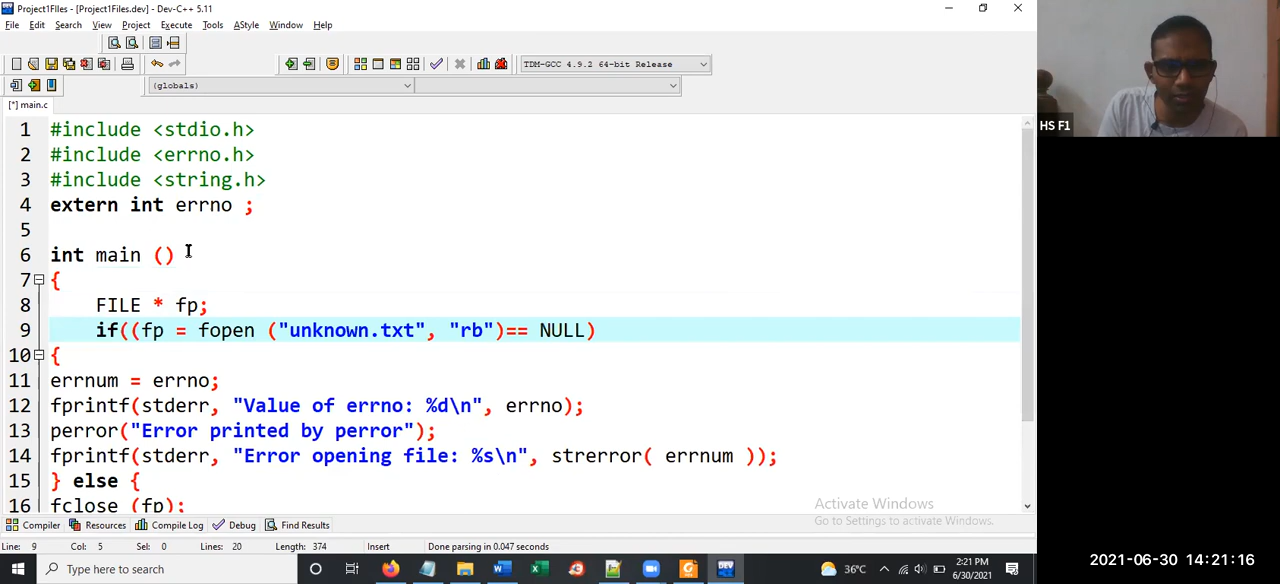 Project1FIles - [Project1Files.dev] - Dev-C++ 5.11
File Edit Search View Project Execute Tools AStyle Window Help
TDM-GCC 4.9.2 64-bit Release
(globals)
[*] main.c
1 #include <stdio.h>
2 #include <errno.h>
3 #include <string.h>
4 extern int errno ;
5
6 int main ()
7 {
8 FILE * fp;
9 if((fp = fopen ("unknown.txt", "rb")== NULL)
10 {
11 errnum = errno;
12 fprintf(stderr, "Value of errno: %d\n", errno);
13 perror("Error printed by perror");
14 fprintf(stderr, "Error opening file: %s\n", strerror( errnum ));
15 } else {
16 fclose (fp);
HS F1
Activate Windows
Go to Settings to activate Windows.
Compiler Resources Compile Log Debug Find Results
Line: 9 Col: 5 Sel: 0 Lines: 20 Length: 374 Insert Done parsing in 0.047 seconds
Type here to search
DEV
36°C
2:21 PM
6/30/2021
2021-06-30 14:21:16